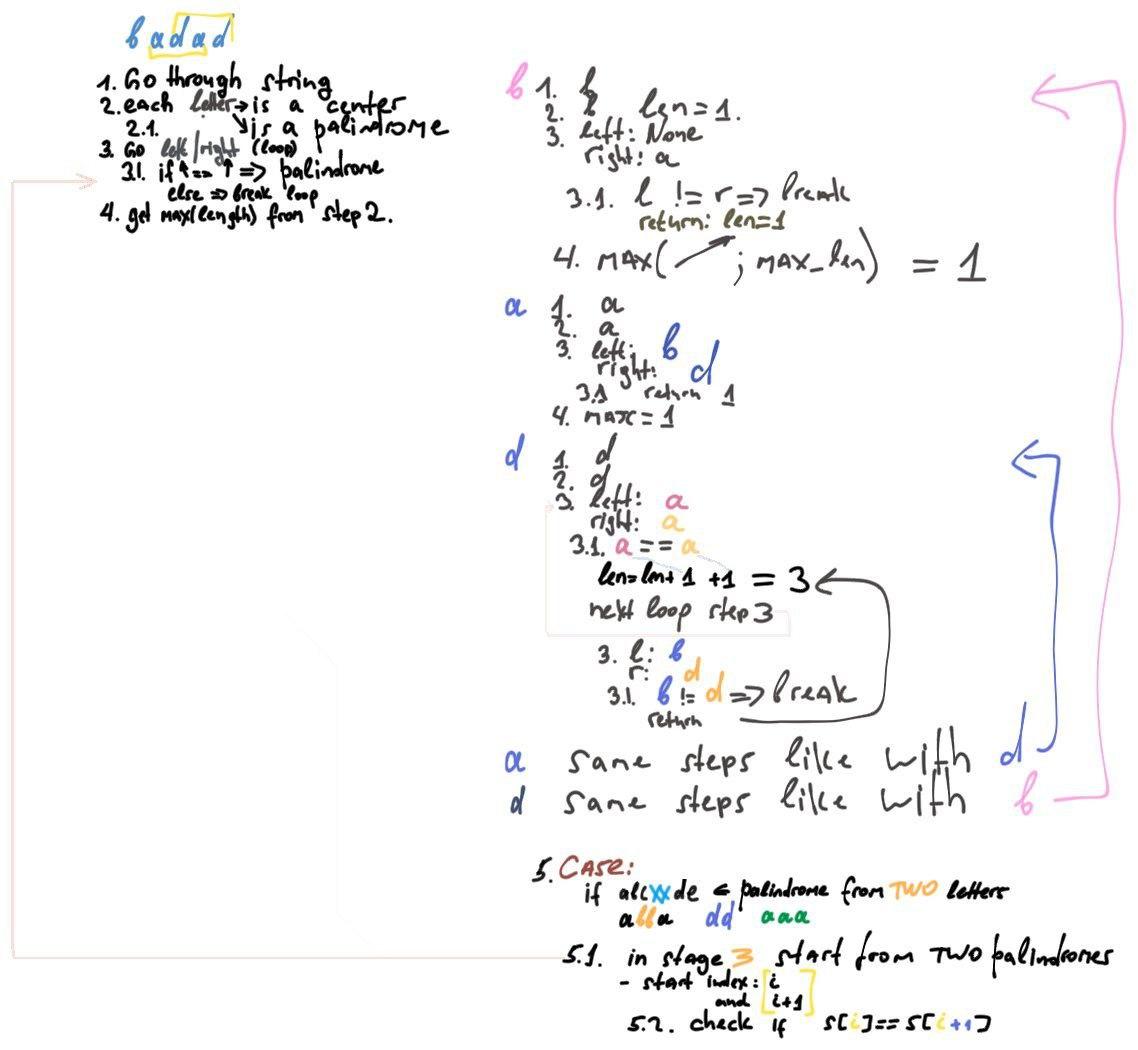 badad
1. Go through string
2. each letter → is a center
2.1. ↘ is a palindrome
3. Go left/right (loop)
3.1. if ↑ == ↑ => palindrome
else => break loop
4. get max(length) from step 2.
b 1. b
2. b len = 1.
3. left: None
right: a
3.1. l != r => break
return: len=1
4. MAX( ; MAX_len) = 1
a 1. a
2. a
3. left: b
right: d
3.1 return 1
4. max = 1
d 1. d
2. d
3. left: a
right: a
3.1. a == a
len = len + 1 + 1 = 3
next loop step 3
3. l: b
r: d
3.1. b != d => break
return
a same steps like with d
d same steps like with b
5. CASE:
if abcxxde ← palindrome from TWO letters
abba dd aaa
5.1. in stage 3 start from TWO palindromes
- start index: i
and i+1
5.2. check if s[i]==s[i+1]